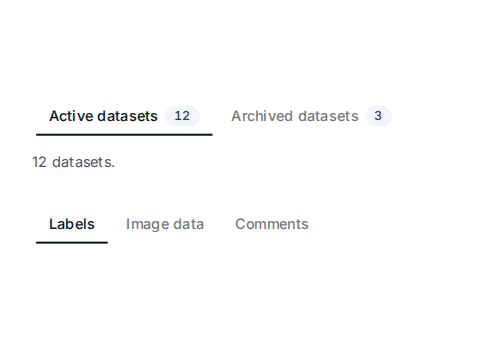 Active datasets 12 Archived datasets 3
12 datasets.
Labels Image data Comments